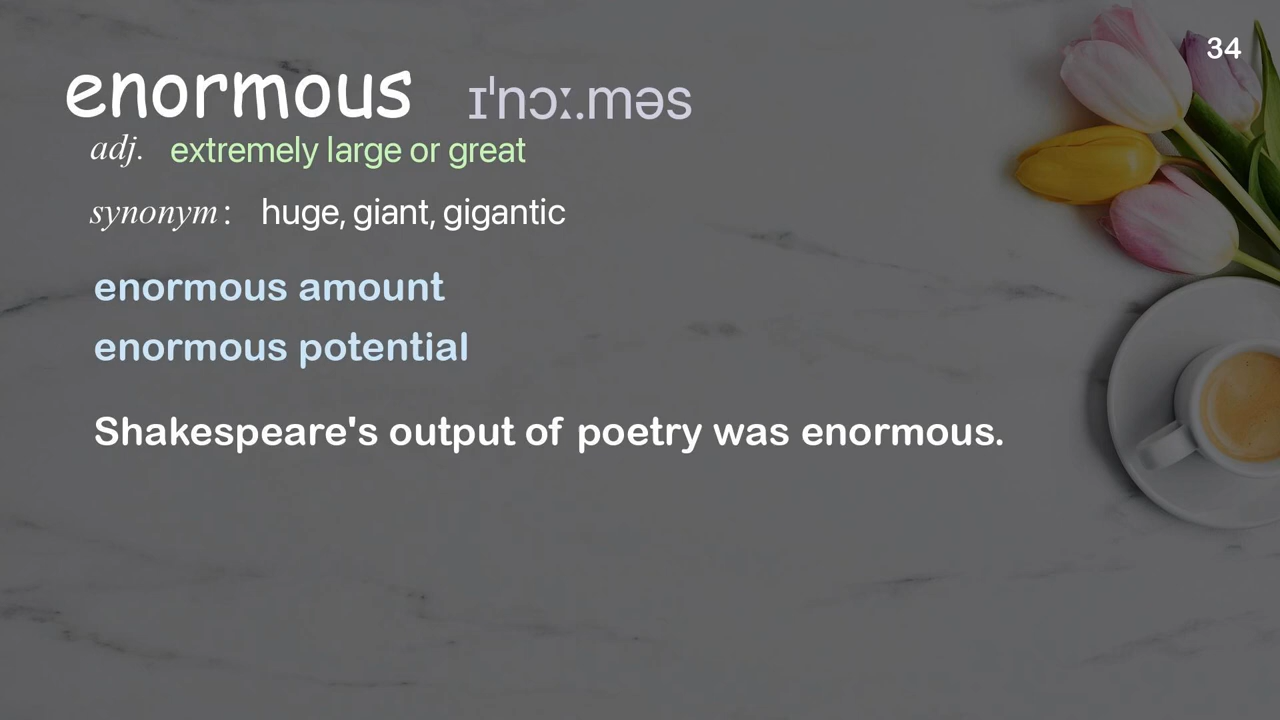 34
enormous ɪˈnɔː.məs
adj. extremely large or great
synonym: huge, giant, gigantic
enormous amount
enormous potential
Shakespeare's output of poetry was enormous.